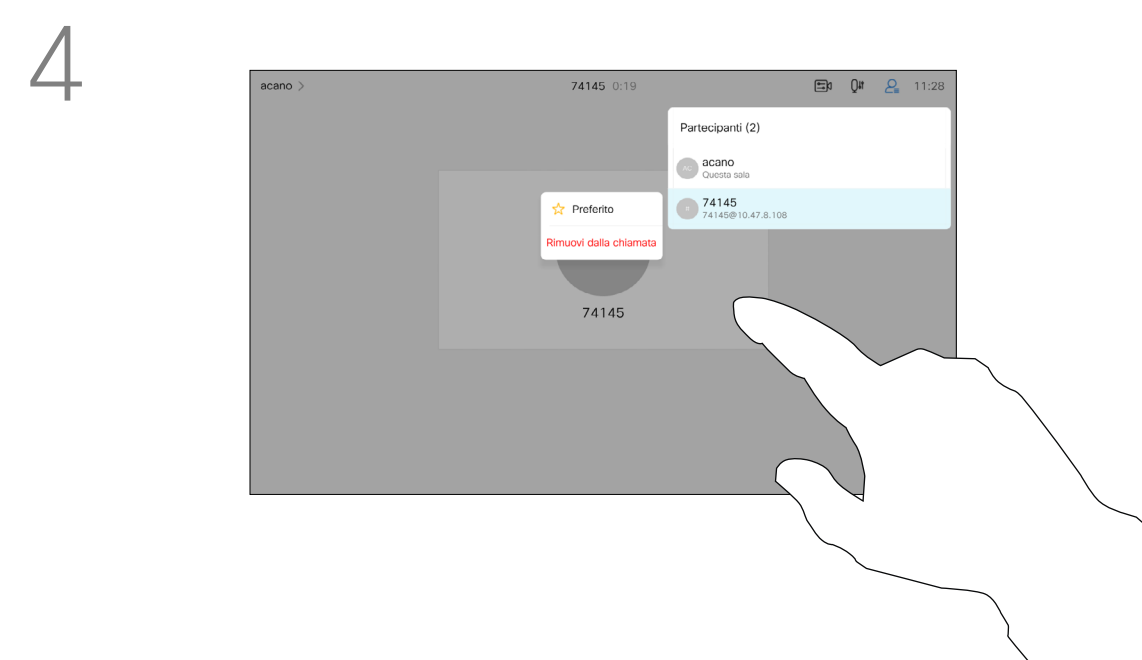 4
acano >
74145 0:19
11:28
Partecipanti (2)
acano
Questa sala
74145
74145@10.47.8.108
Preferito
Rimuovi dalla chiamata
74145